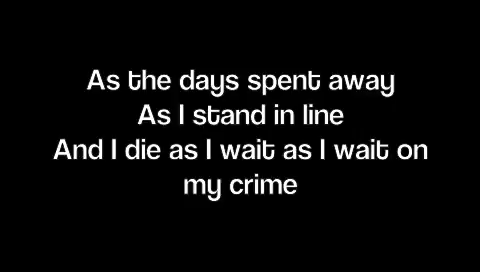 As the days spent away
As I stand in line
And I die as I wait as I wait on
my crime